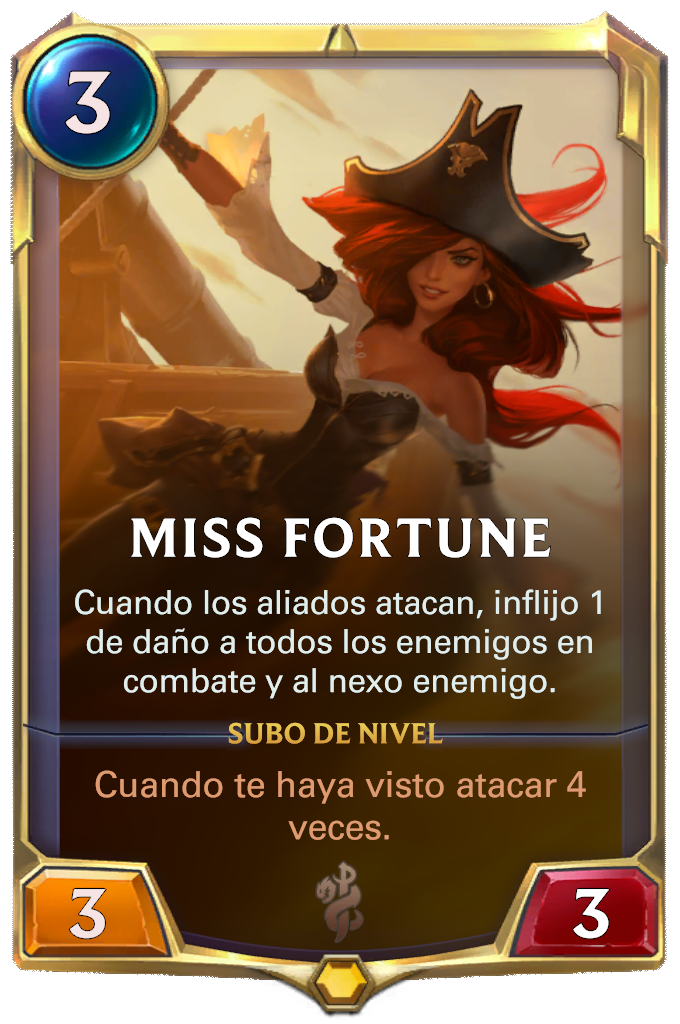 3
MISS FORTUNE
Cuando los aliados atacan, inflijo 1
de daño a todos los enemigos en
combate y al nexo enemigo.
SUBO DE NIVEL
Cuando te haya visto atacar 4
veces.
3
3